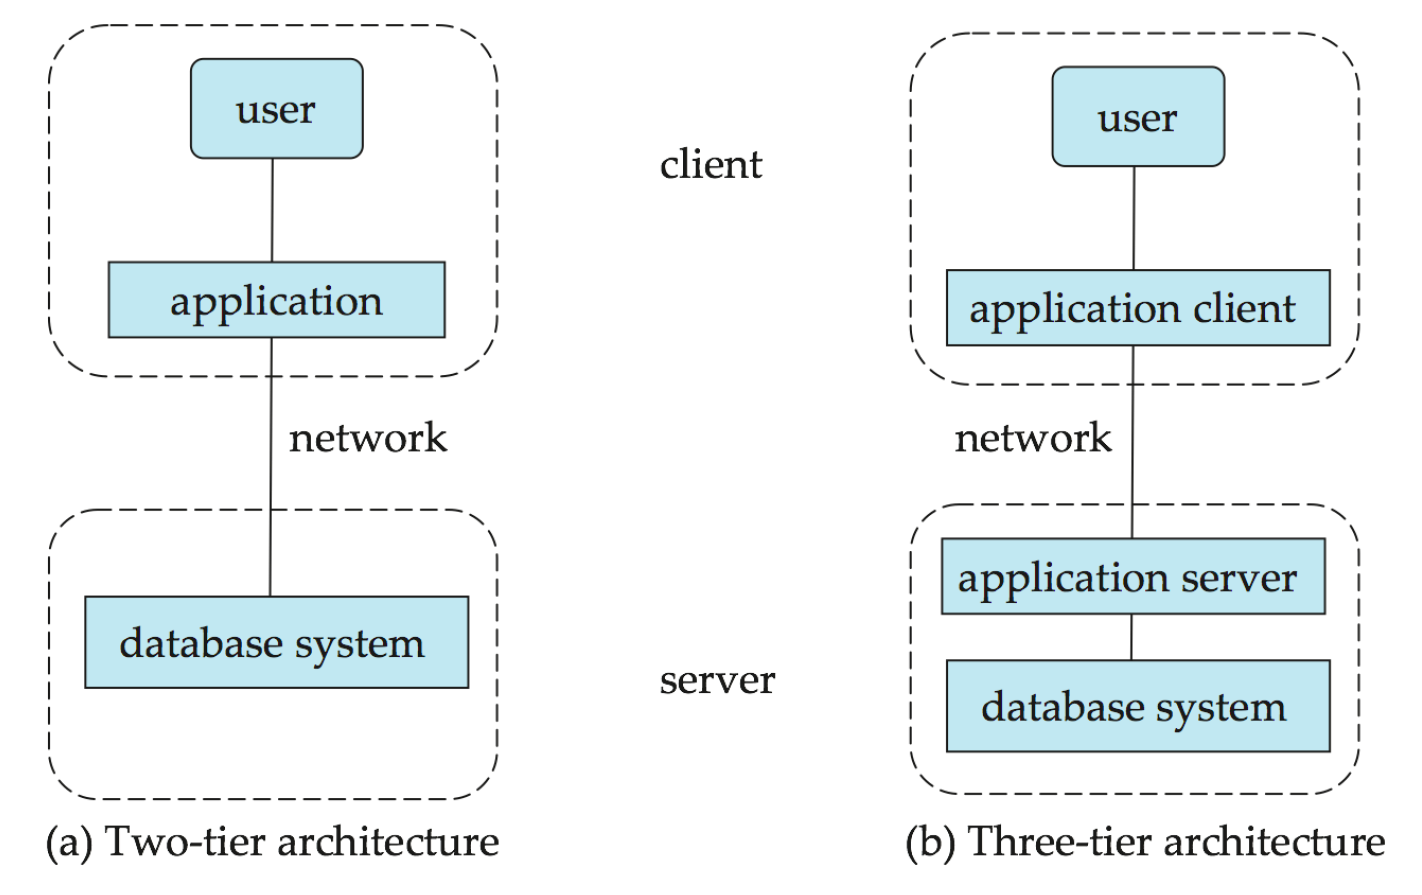 user
application
network
database system
(a) Two-tier architecture
client
server
user
application client
network
application server
database system
(b) Three-tier architecture